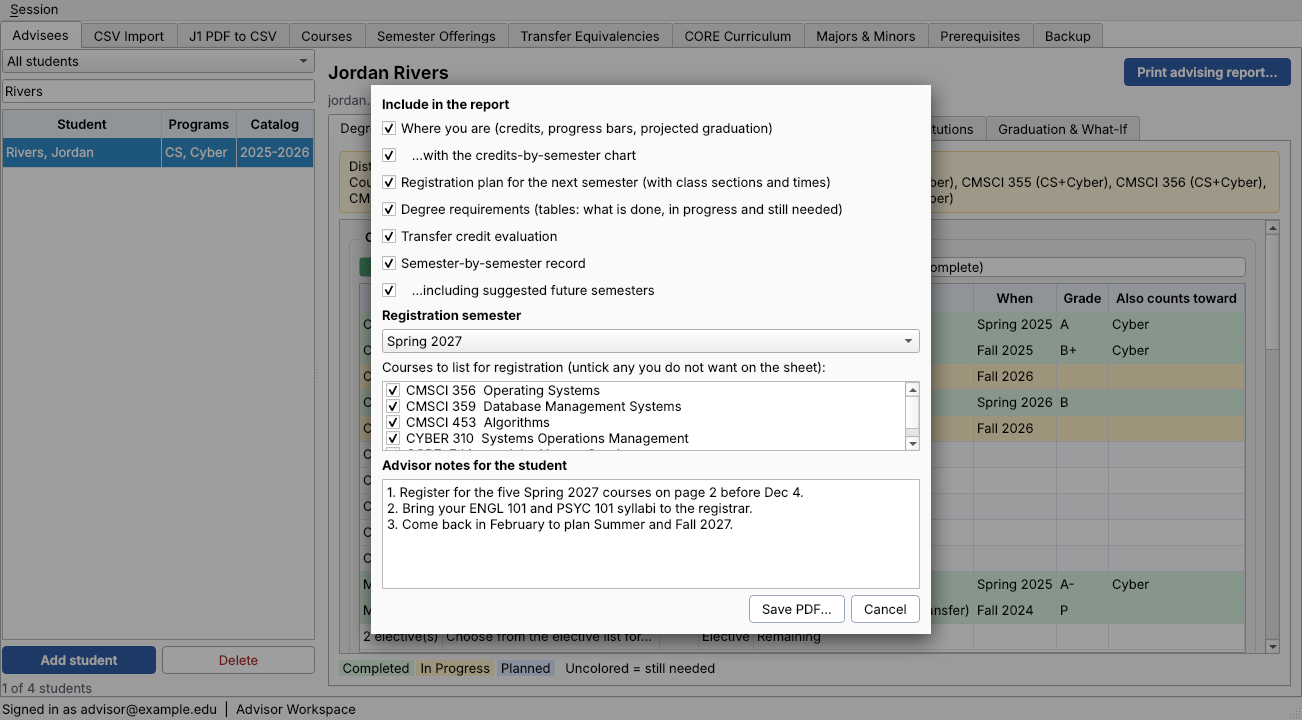 Session
Advisees
CSV Import
J1 PDF to CSV
Courses
Semester Offerings
Transfer Equivalencies
CORE Curriculum
Majors & Minors
Prerequisites
Backup
All students
Rivers
Student Programs Catalog
Rivers, Jordan CS, Cyber 2025-2026
Add student
Delete
1 of 4 students
Jordan Rivers
Print advising report...
jordan.
Graduation & What-If
CMSCI 355 (CS+Cyber), CMSCI 356 (CS+Cyber),
When Grade Also counts toward
Spring 2025 A Cyber
Fall 2025 B+ Cyber
Fall 2026
Spring 2026 B
Fall 2026
Spring 2025 A- Cyber
Fall 2024 P
2 elective(s) Choose from the elective list for... Elective Remaining
Completed In Progress Planned Uncolored = still needed
Include in the report
Where you are (credits, progress bars, projected graduation)
...with the credits-by-semester chart
Registration plan for the next semester (with class sections and times)
Degree requirements (tables: what is done, in progress and still needed)
Transfer credit evaluation
Semester-by-semester record
...including suggested future semesters
Registration semester
Spring 2027
Courses to list for registration (untick any you do not want on the sheet):
CMSCI 356 Operating Systems
CMSCI 359 Database Management Systems
CMSCI 453 Algorithms
CYBER 310 Systems Operations Management
Advisor notes for the student
1. Register for the five Spring 2027 courses on page 2 before Dec 4.
2. Bring your ENGL 101 and PSYC 101 syllabi to the registrar.
3. Come back in February to plan Summer and Fall 2027.
Save PDF...
Cancel
Signed in as advisor@example.edu | Advisor Workspace